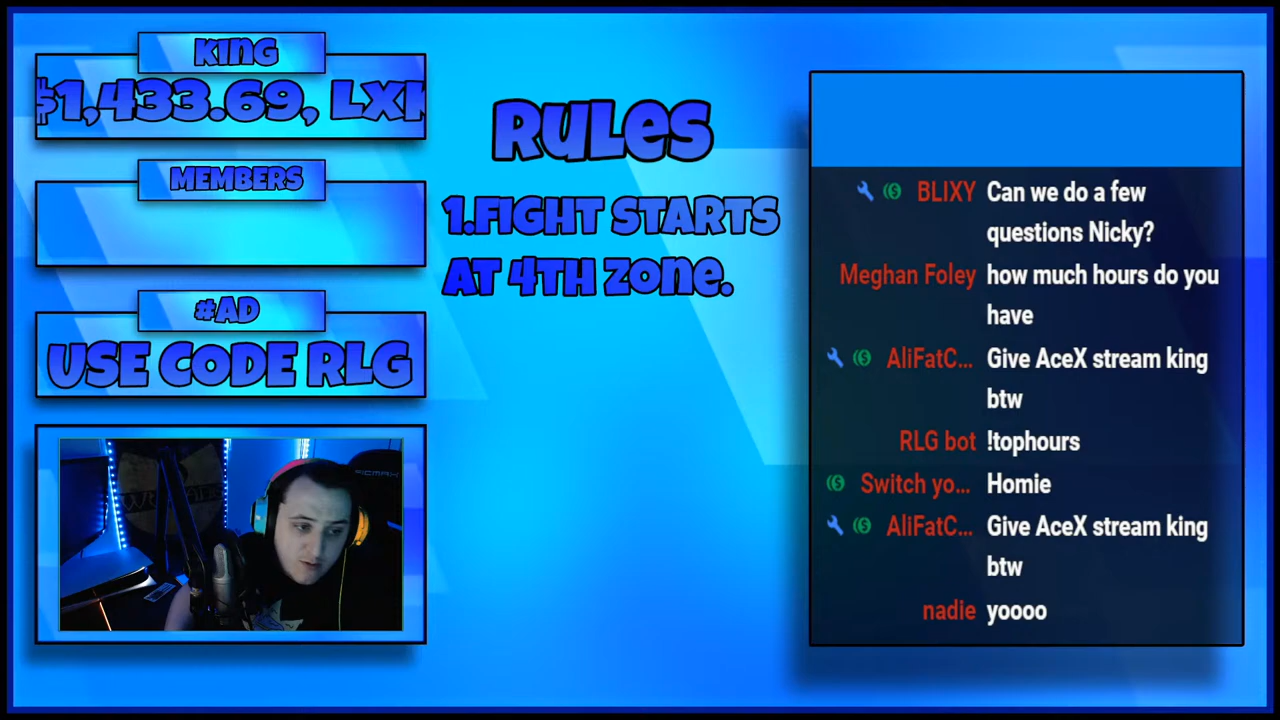 King
$1,433.69, LX
MEMBERS
#AD
USE CODE RLG
FICMAX
Rules
1.FIGHT STARTS
AT 4TH ZONE.
BLIXY Can we do a few
questions Nicky?
Meghan Foley how much hours do you
have
AliFatC... Give AceX stream king
btw
RLG bot !tophours
Switch yo... Homie
AliFatC... Give AceX stream king
btw
nadie yoooo